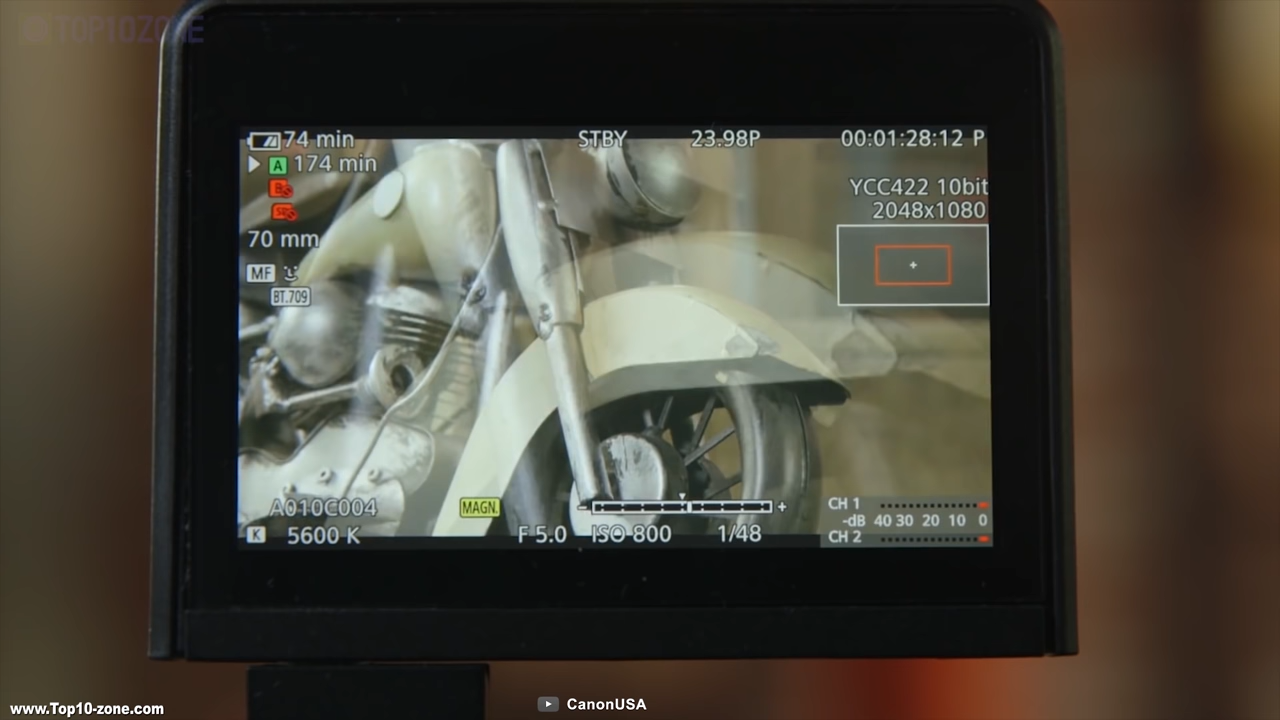 TOP10ZONE
74 min
STBY
23.98P
00:01:28:12 P
A 174 min
YCC422 10bit
2048x1080
70 mm
MF
BT.709
A010C004
MAGN.
- +
CH 1
-dB 40 30 20 10 0
K 5600 K
F 5.0
ISO 800
1/48
CH 2
www.Top10-zone.com
CanonUSA